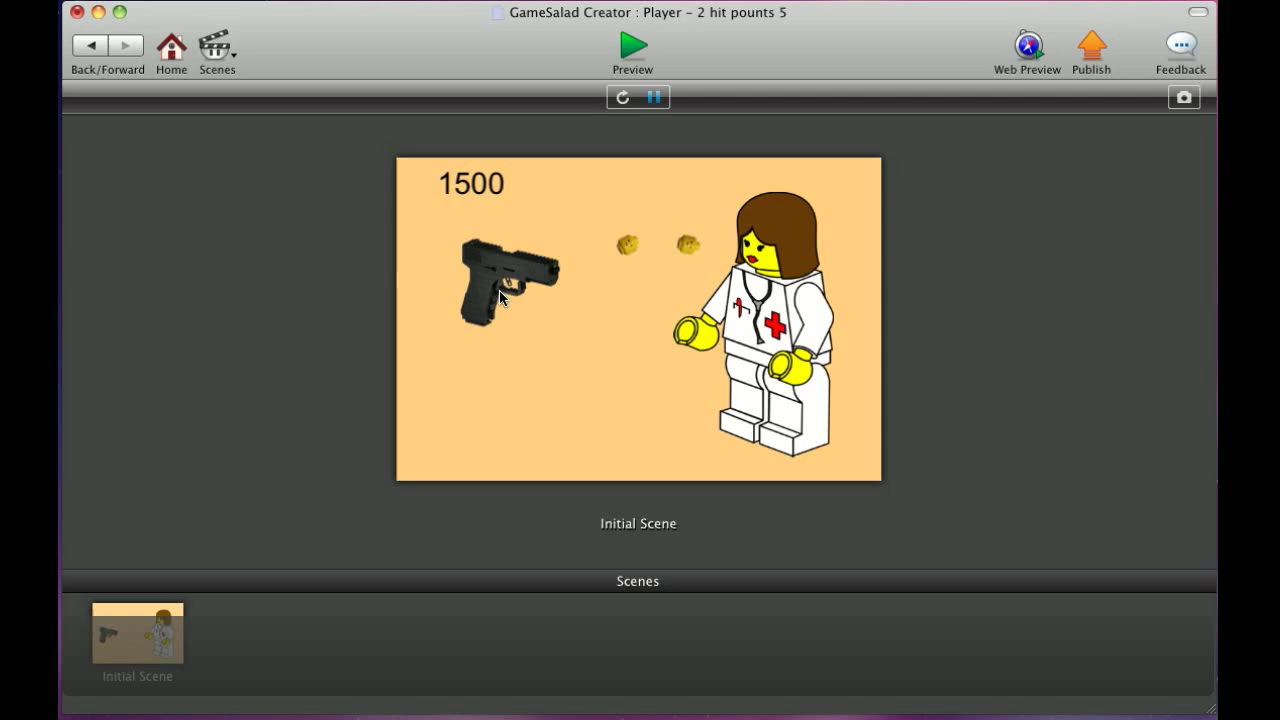 GameSalad Creator : Player - 2 hit pounts 5
Back/Forward
Home
Scenes
Preview
Web Preview
Publish
Feedback
1500
Initial Scene
Scenes
Initial Scene